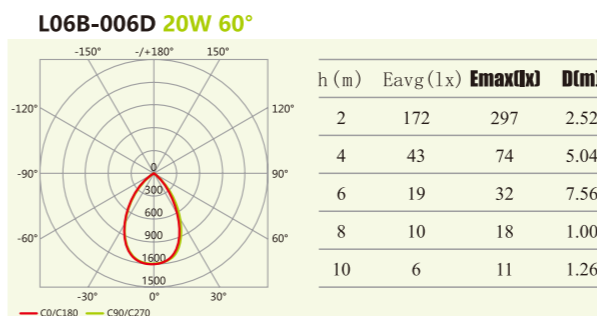 L06B-006D 20W 60°
-150° -/+180° 150°
-120° 120°
-90° 90°
-60° 60°
-30° 0° 30°
0
300
600
900
1600
1500
C0/C180 C90/C270
h(m) Eavg(lx) Emax(lx) D(m)
2 172 297 2.52
4 43 74 5.04
6 19 32 7.56
8 10 18 1.00
10 6 11 1.26